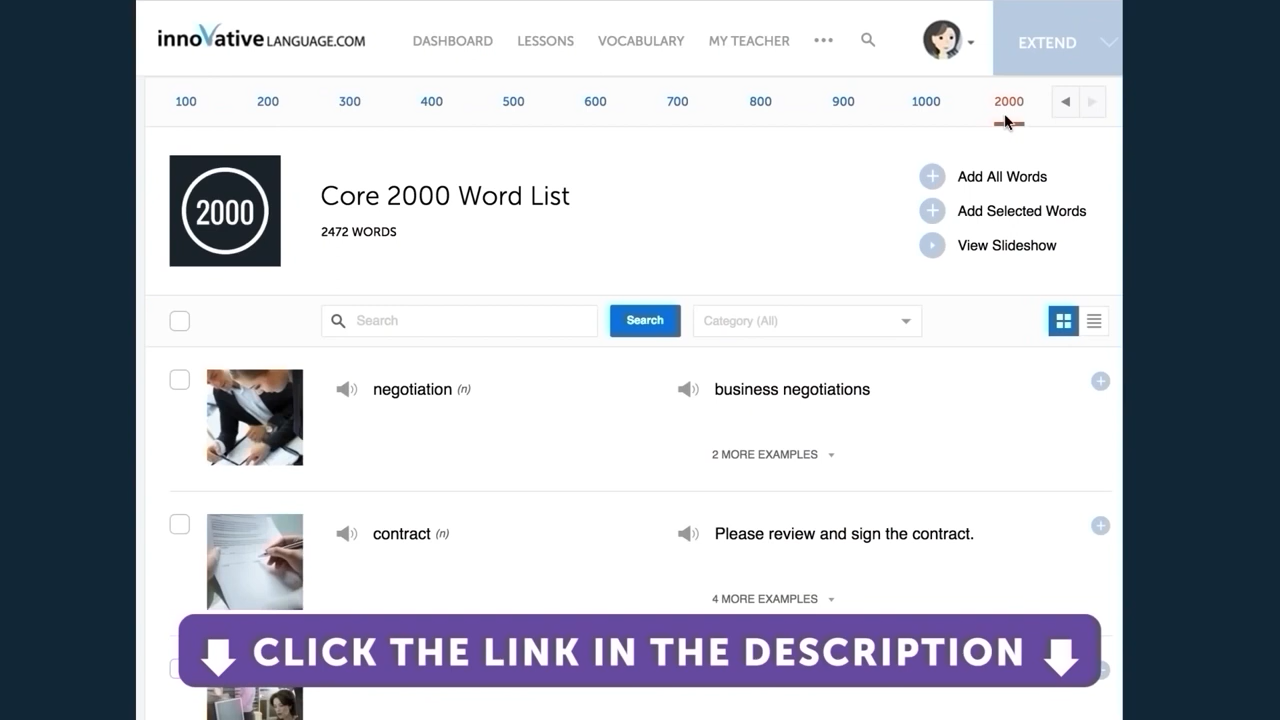 innoVative LANGUAGE.COM
DASHBOARD LESSONS VOCABULARY MY TEACHER ••• EXTEND
100 200 300 400 500 600 700 800 900 1000 2000
2000
Core 2000 Word List
2472 WORDS
Add All Words
Add Selected Words
View Slideshow
Search Search Category (All)
negotiation (n) business negotiations
2 MORE EXAMPLES
contract (n) Please review and sign the contract.
4 MORE EXAMPLES
CLICK THE LINK IN THE DESCRIPTION